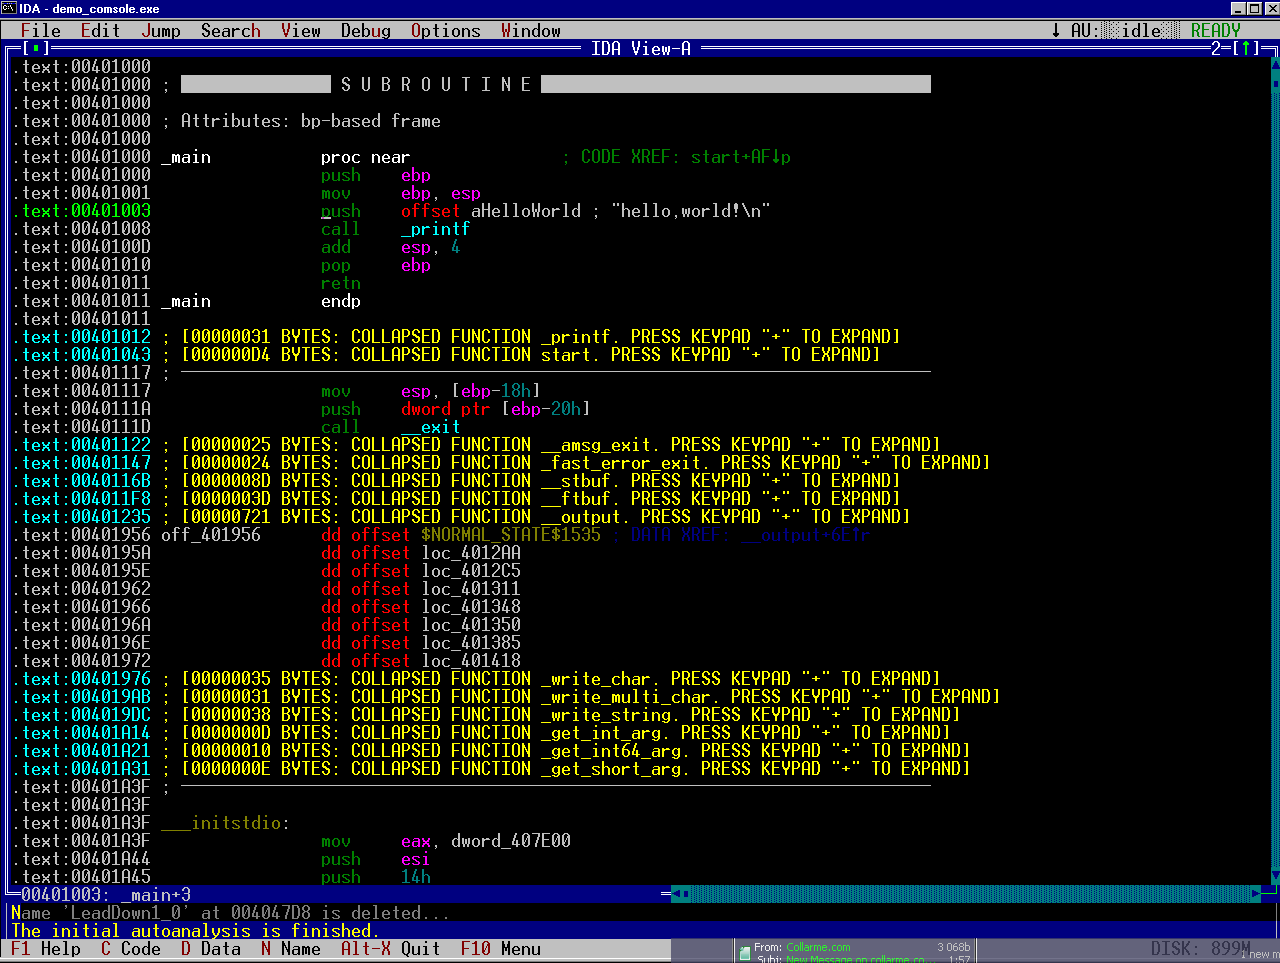 IDA - demo_comsole.exe
File Edit Jump Search View Debug Options Window ↓ AU: idle READY
[▪] IDA View-A 2-[↑]
.text:00401000
.text:00401000 ; S U B R O U T I N E
.text:00401000
.text:00401000 ; Attributes: bp-based frame
.text:00401000
.text:00401000 _main proc near ; CODE XREF: start+AF↓p
.text:00401000 push ebp
.text:00401001 mov ebp, esp
.text:00401003 push offset aHelloWorld ; "hello,world!\n"
.text:00401008 call _printf
.text:0040100D add esp, 4
.text:00401010 pop ebp
.text:00401011 retn
.text:00401011 _main endp
.text:00401011
.text:00401012 ; [00000031 BYTES: COLLAPSED FUNCTION _printf. PRESS KEYPAD "+" TO EXPAND]
.text:00401043 ; [000000D4 BYTES: COLLAPSED FUNCTION start. PRESS KEYPAD "+" TO EXPAND]
.text:00401117 ;
.text:00401117 mov esp, [ebp-18h]
.text:0040111A push dword ptr [ebp-20h]
.text:0040111D call __exit
.text:00401122 ; [00000025 BYTES: COLLAPSED FUNCTION __amsg_exit. PRESS KEYPAD "+" TO EXPAND]
.text:00401147 ; [00000024 BYTES: COLLAPSED FUNCTION _fast_error_exit. PRESS KEYPAD "+" TO EXPAND]
.text:0040116B ; [0000008D BYTES: COLLAPSED FUNCTION __stbuf. PRESS KEYPAD "+" TO EXPAND]
.text:004011F8 ; [0000003D BYTES: COLLAPSED FUNCTION __ftbuf. PRESS KEYPAD "+" TO EXPAND]
.text:00401235 ; [00000721 BYTES: COLLAPSED FUNCTION __output. PRESS KEYPAD "+" TO EXPAND]
.text:00401956 off_401956 dd offset $NORMAL_STATE$1535 ; DATA XREF: __output+6E↑r
.text:0040195A dd offset loc_4012AA
.text:0040195E dd offset loc_4012C5
.text:00401962 dd offset loc_401311
.text:00401966 dd offset loc_401348
.text:0040196A dd offset loc_401350
.text:0040196E dd offset loc_401385
.text:00401972 dd offset loc_401418
.text:00401976 ; [00000035 BYTES: COLLAPSED FUNCTION _write_char. PRESS KEYPAD "+" TO EXPAND]
.text:004019AB ; [00000031 BYTES: COLLAPSED FUNCTION _write_multi_char. PRESS KEYPAD "+" TO EXPAND]
.text:004019DC ; [00000038 BYTES: COLLAPSED FUNCTION _write_string. PRESS KEYPAD "+" TO EXPAND]
.text:00401A14 ; [0000000D BYTES: COLLAPSED FUNCTION _get_int_arg. PRESS KEYPAD "+" TO EXPAND]
.text:00401A21 ; [00000010 BYTES: COLLAPSED FUNCTION _get_int64_arg. PRESS KEYPAD "+" TO EXPAND]
.text:00401A31 ; [0000000E BYTES: COLLAPSED FUNCTION _get_short_arg. PRESS KEYPAD "+" TO EXPAND]
.text:00401A3F ;
.text:00401A3F
.text:00401A3F ___initstdio:
.text:00401A3F mov eax, dword_407E00
.text:00401A44 push esi
.text:00401A45 push 14h
00401003: _main+3
Name 'LeadDown1_0' at 004047D8 is deleted...
The initial autoanalysis is finished.
F1 Help C Code D Data N Name Alt-X Quit F10 Menu DISK: 899M
From: Collarme.com 3 068b
Subj: New Message on collarme.co... 1:57
1 new m